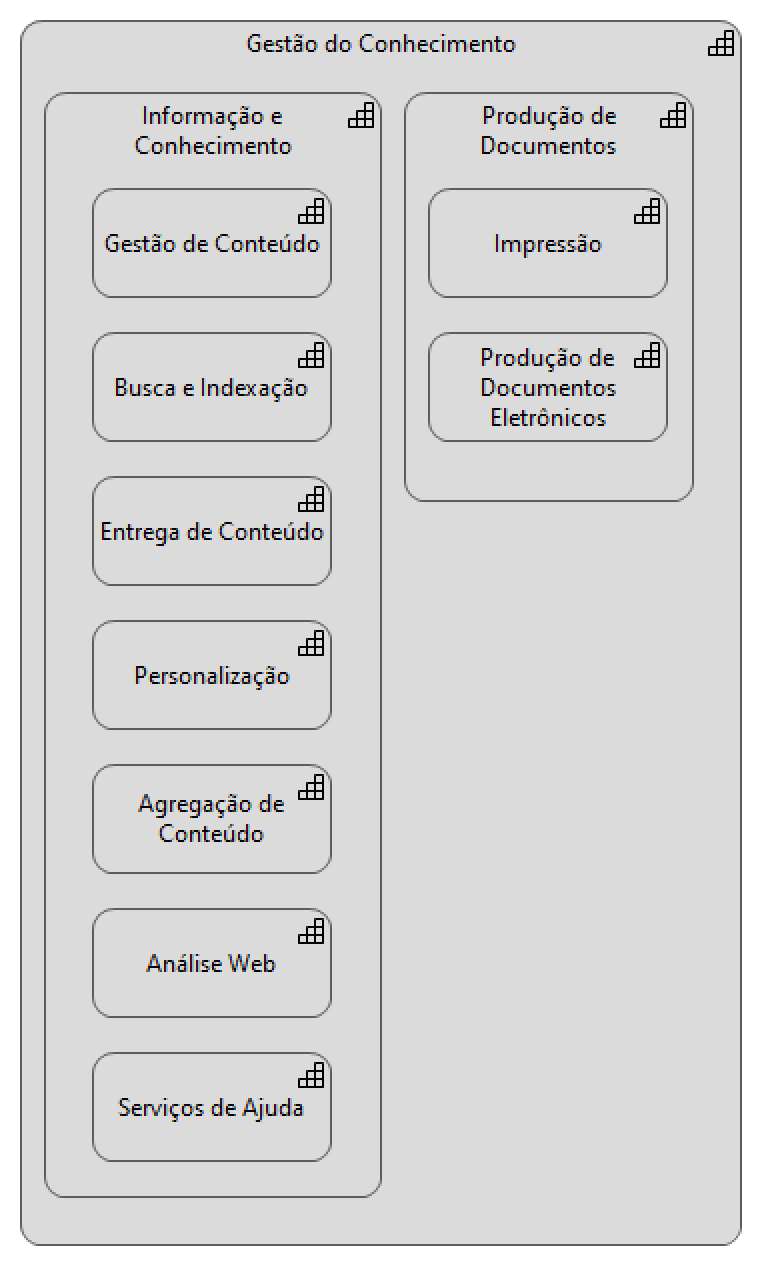 Gestão do Conhecimento
Informação e
Conhecimento
Gestão de Conteúdo
Busca e Indexação
Entrega de Conteúdo
Personalização
Agregação de
Conteúdo
Análise Web
Serviços de Ajuda
Produção de
Documentos
Impressão
Produção de
Documentos
Eletrônicos